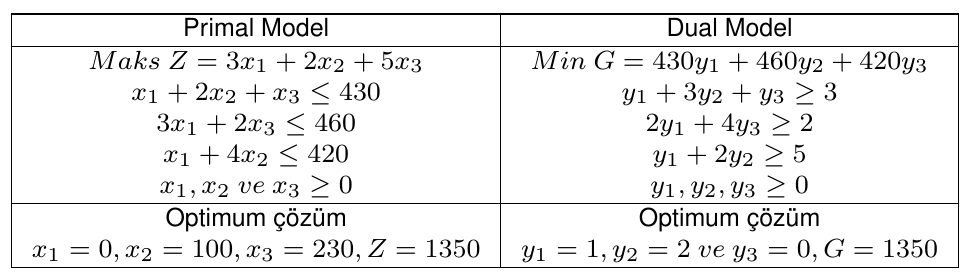 Primal Model
Maks Z = 3x₁ + 2x₂ + 5x₃
x₁ + 2x₂ + x₃ ≤ 430
3x₁ + 2x₃ ≤ 460
x₁ + 4x₂ ≤ 420
x₁, x₂ ve x₃ ≥ 0
Optimum çözüm
x₁ = 0, x₂ = 100, x₃ = 230, Z = 1350
Dual Model
Min G = 430y₁ + 460y₂ + 420y₃
y₁ + 3y₂ + y₃ ≥ 3
2y₁ + 4y₃ ≥ 2
y₁ + 2y₂ ≥ 5
y₁, y₂, y₃ ≥ 0
Optimum çözüm
y₁ = 1, y₂ = 2 ve y₃ = 0, G = 1350